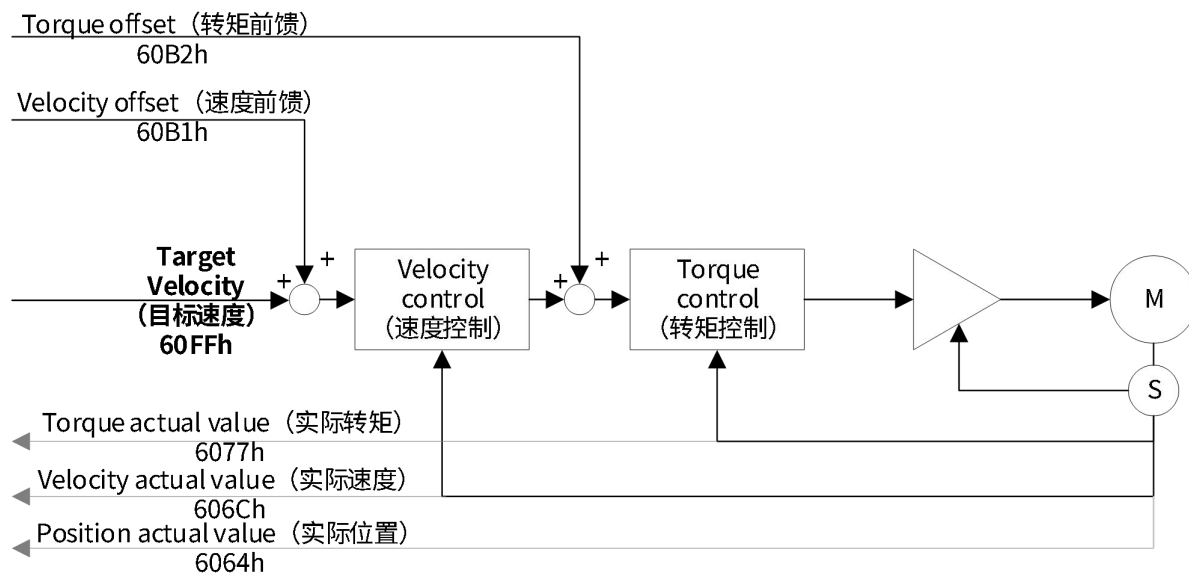 Torque offset（转矩前馈）
60B2h
Velocity offset（速度前馈）
60B1h
Target
Velocity
（目标速度）
60FFh
+
+
Velocity
control
（速度控制）
+
+
Torque
control
（转矩控制）
M
S
Torque actual value（实际转矩）
6077h
Velocity actual value（实际速度）
606Ch
Position actual value（实际位置）
6064h